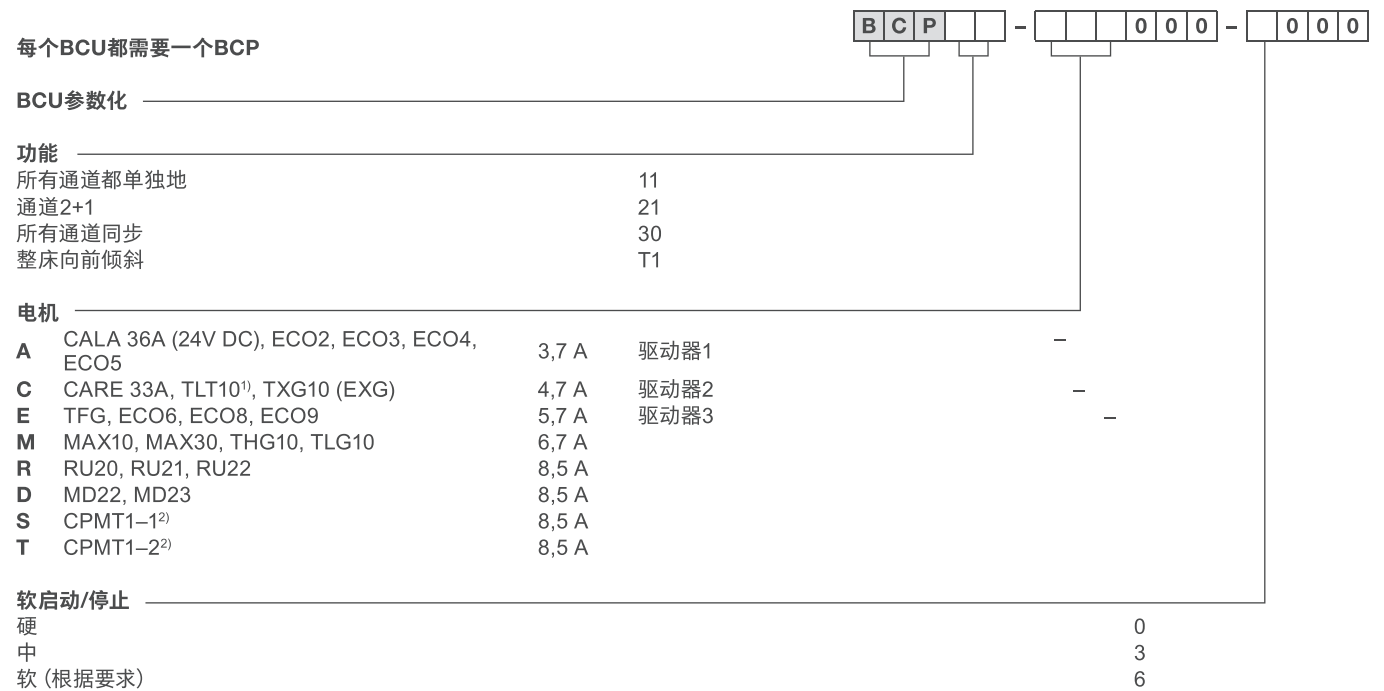 B C P – 0 0 0 – 0 0 0
每个BCU都需要一个BCP
BCU参数化
功能
所有通道都单独地 11
通道2+1 21
所有通道同步 30
整床向前倾斜 T1
电机
A CALA 36A (24V DC), ECO2, ECO3, ECO4, ECO5 3,7 A 驱动器1 –
C CARE 33A, TLT10¹⁾, TXG10 (EXG) 4,7 A 驱动器2 –
E TFG, ECO6, ECO8, ECO9 5,7 A 驱动器3 –
M MAX10, MAX30, THG10, TLG10 6,7 A
R RU20, RU21, RU22 8,5 A
D MD22, MD23 8,5 A
S CPMT1–1²⁾ 8,5 A
T CPMT1–2²⁾ 8,5 A
软启动/停止
硬 0
中 3
软（根据要求） 6